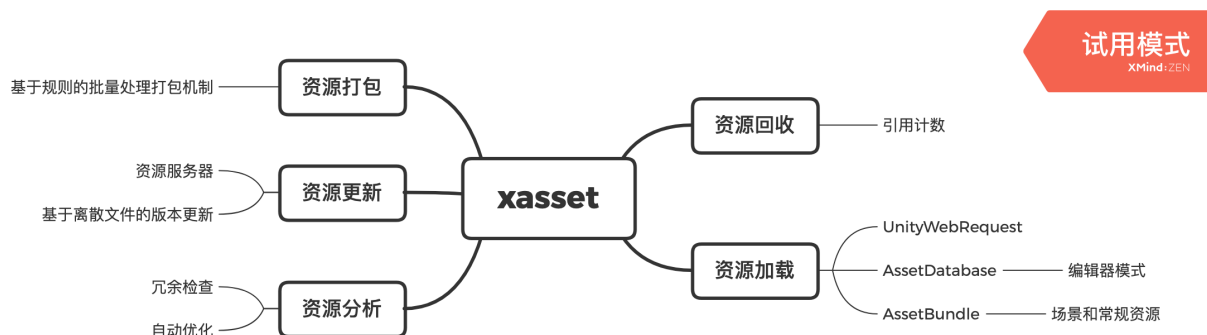 试用模式
XMind:ZEN
xasset
资源打包
基于规则的批量处理打包机制
资源更新
资源服务器
基于离散文件的版本更新
资源分析
冗余检查
自动优化
资源回收
引用计数
资源加载
UnityWebRequest
AssetDatabase
编辑器模式
AssetBundle
场景和常规资源